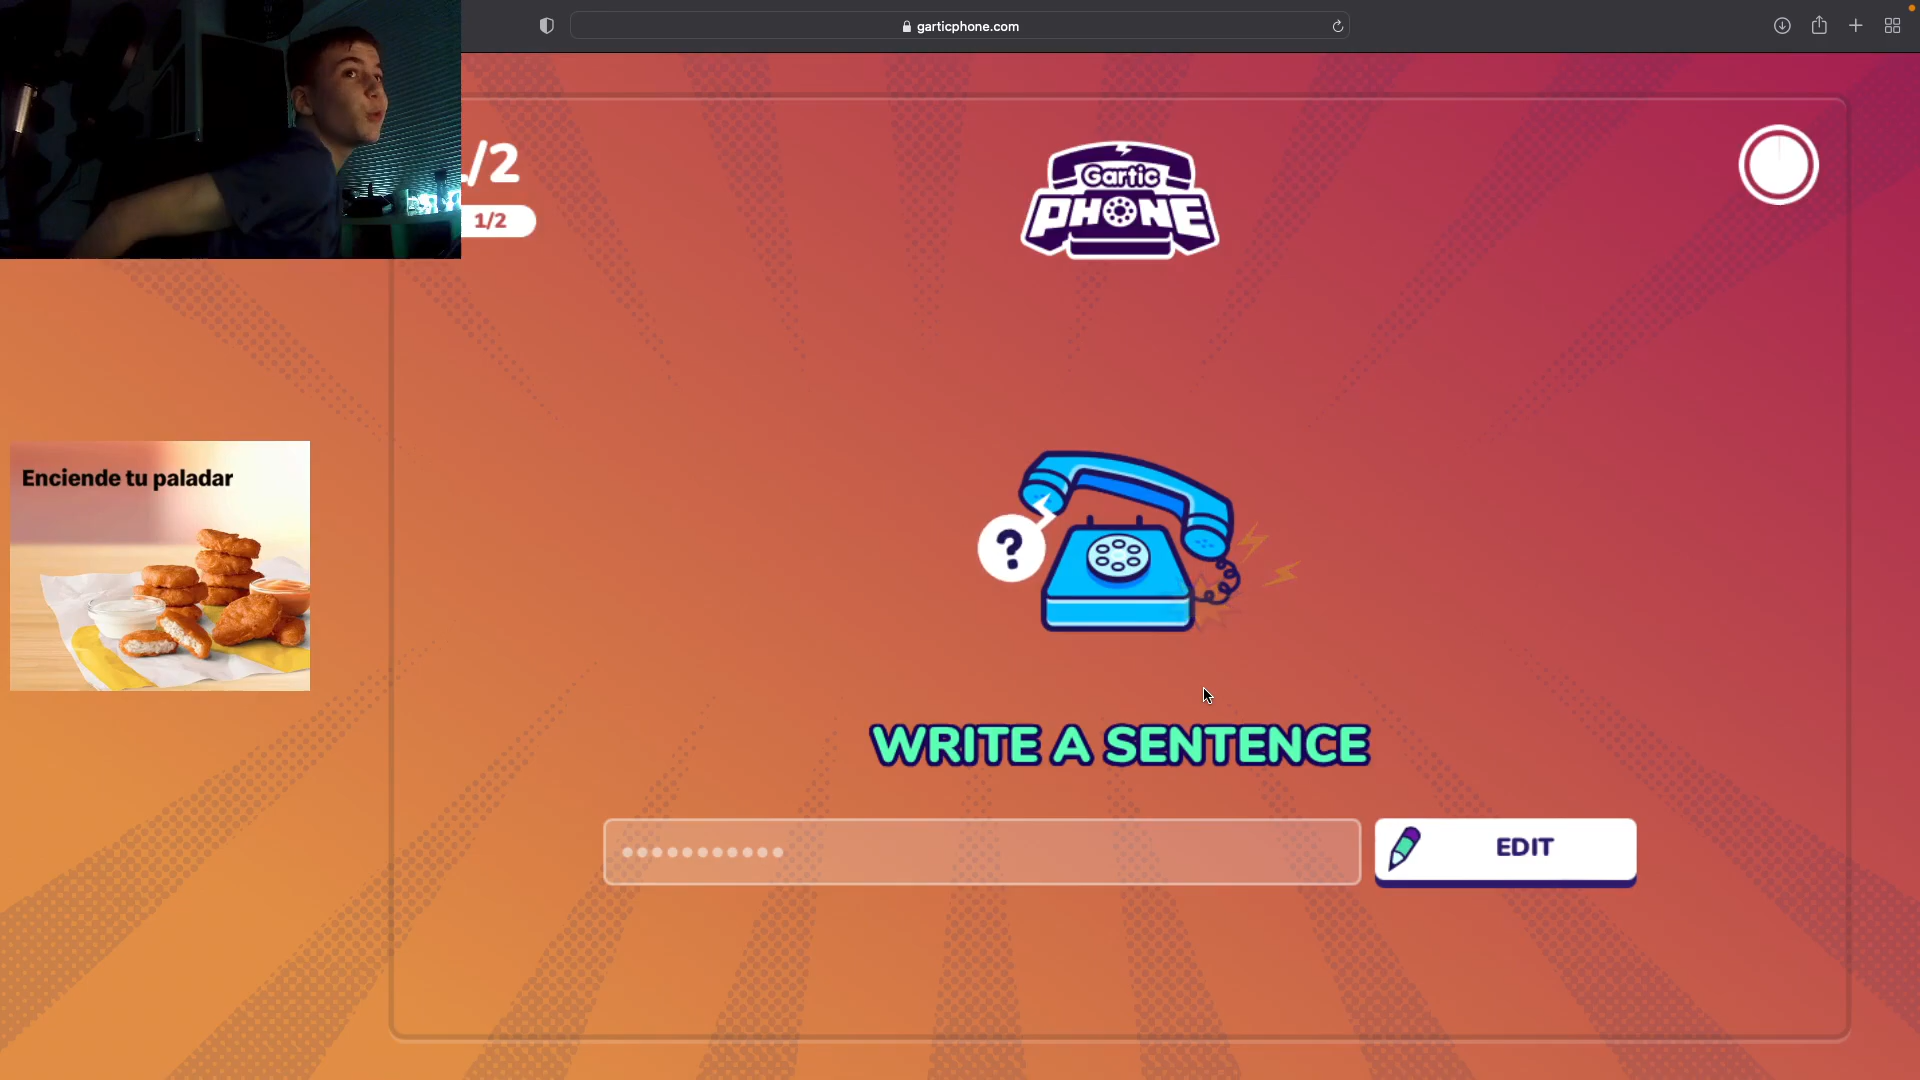 garticphone.com
./2
1/2
Gartic
PHONE
Enciende tu paladar
?
WRITE A SENTENCE
●●●●●●●●●●●
EDIT